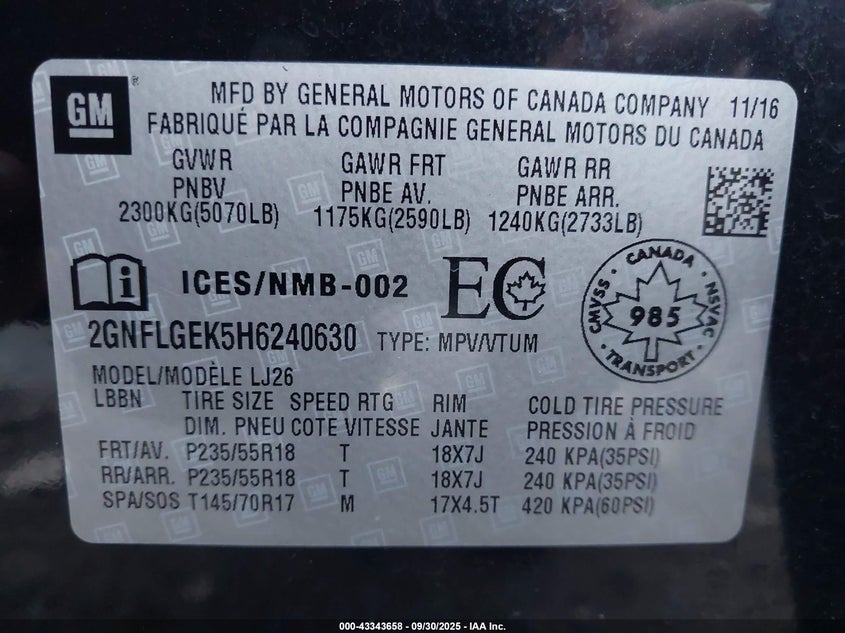 GM
MFD BY GENERAL MOTORS OF CANADA COMPANY 11/16
FABRIQUÉ PAR LA COMPAGNIE GENERAL MOTORS DU CANADA
GVWR GAWR FRT GAWR RR
PNBV PNBE AV. PNBE ARR.
2300KG(5070LB) 1175KG(2590LB) 1240KG(2733LB)
i ICES/NMB-002 EC
CANADA
CMVSS 985 NSVAC
TRANSPORT
2GNFLGEK5H6240630 TYPE: MPV/VTUM
MODEL/MODÈLE LJ26
LBBN TIRE SIZE SPEED RTG RIM COLD TIRE PRESSURE
DIM. PNEU COTE VITESSE JANTE PRESSION À FROID
FRT/AV. P235/55R18 T 18X7J 240 KPA(35PSI)
RR/ARR. P235/55R18 T 18X7J 240 KPA(35PSI)
SPA/SOS T145/70R17 M 17X4.5T 420 KPA(60PSI)
000-43343658 - 09/30/2025 - IAA Inc.